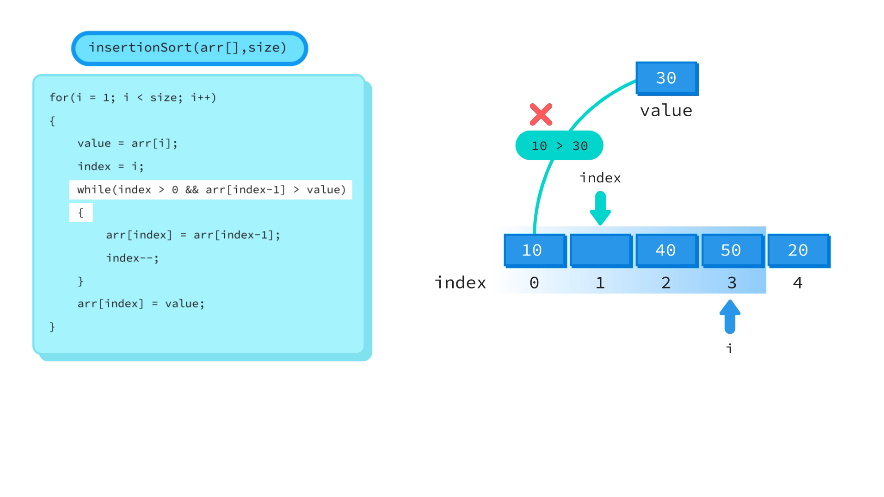 insertionSort(arr[],size)
for(i = 1; i < size; i++)
{
value = arr[i];
index = i;
while(index > 0 && arr[index-1] > value)
{
arr[index] = arr[index-1];
index--;
}
arr[index] = value;
}
30
value
10 > 30
index
10 40 50 20
index 0 1 2 3 4
i